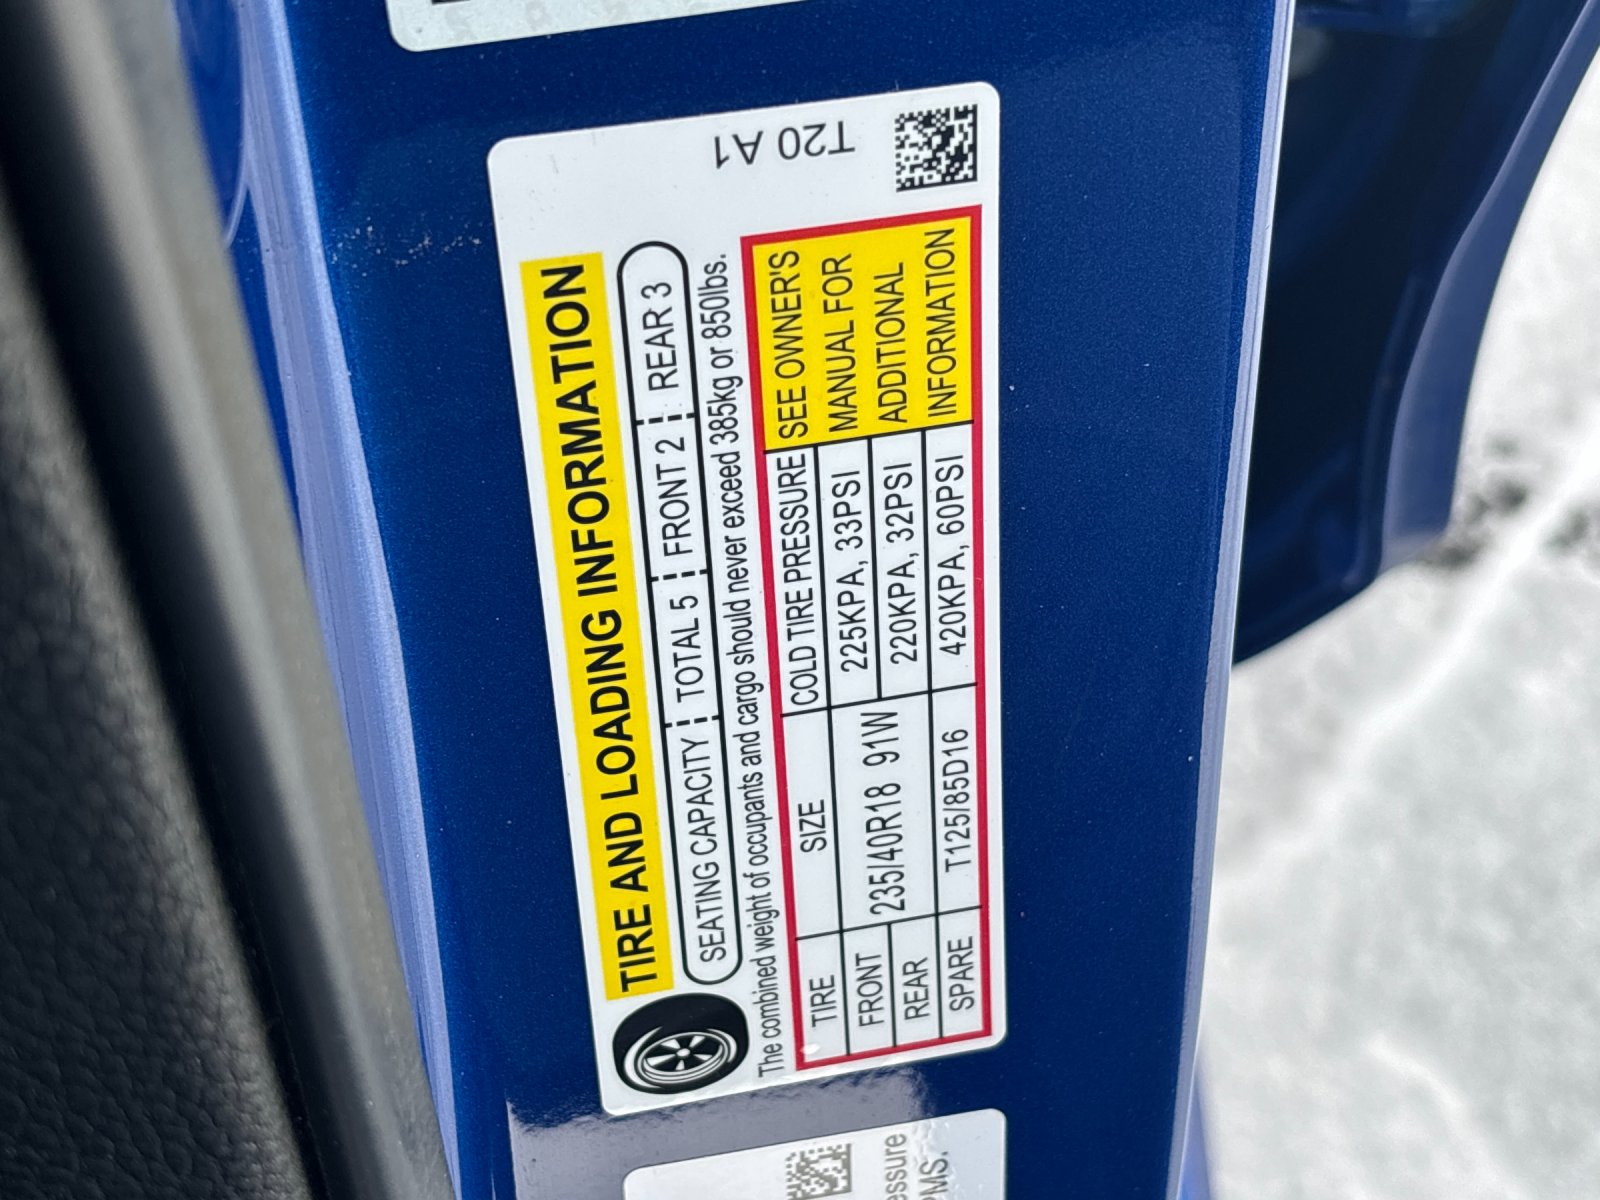 T20 A1
TIRE AND LOADING INFORMATION
SEATING CAPACITY TOTAL 5 FRONT 2 REAR 3
The combined weight of occupants and cargo should never exceed 385kg or 850lbs.
TIRE SIZE COLD TIRE PRESSURE
FRONT 235/40R18 91W 225KPA, 33PSI
REAR 220KPA, 32PSI
SPARE T125/85D16 420KPA, 60PSI
SEE OWNER'S
MANUAL FOR
ADDITIONAL
INFORMATION